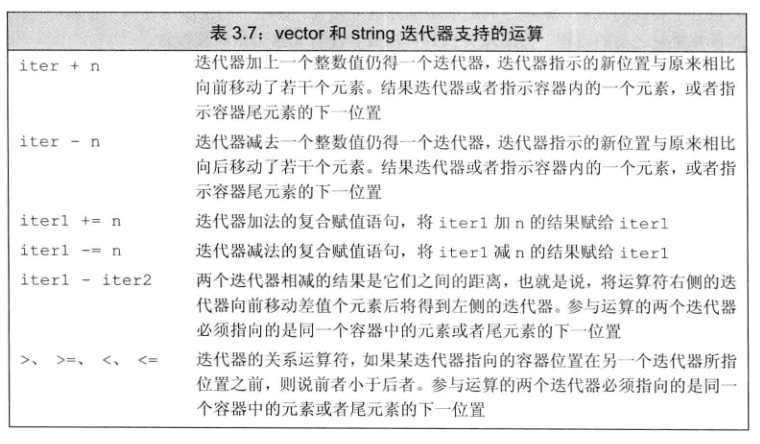 表 3.7：vector 和 string 迭代器支持的运算
iter + n 迭代器加上一个整数值仍得一个迭代器，迭代器指示的新位置与原来相比
向前移动了若干个元素。结果迭代器或者指示容器内的一个元素，或者指
示容器尾元素的下一位置
iter - n 迭代器减去一个整数值仍得一个迭代器，迭代器指示的新位置与原来相比
向后移动了若干个元素。结果迭代器或者指示容器内的一个元素，或者指
示容器尾元素的下一位置
iter1 += n 迭代器加法的复合赋值语句，将 iter1 加 n 的结果赋给 iter1
iter1 -= n 迭代器减法的复合赋值语句，将 iter1 减 n 的结果赋给 iter1
iter1 - iter2 两个迭代器相减的结果是它们之间的距离，也就是说，将运算符右侧的迭
代器向前移动差值个元素后将得到左侧的迭代器。参与运算的两个迭代器
必须指向的是同一个容器中的元素或者尾元素的下一位置
>、 >=、 <、 <= 迭代器的关系运算符，如果某迭代器指向的容器位置在另一个迭代器所指
位置之前，则说前者小于后者。参与运算的两个迭代器必须指向的是同一
个容器中的元素或者尾元素的下一位置